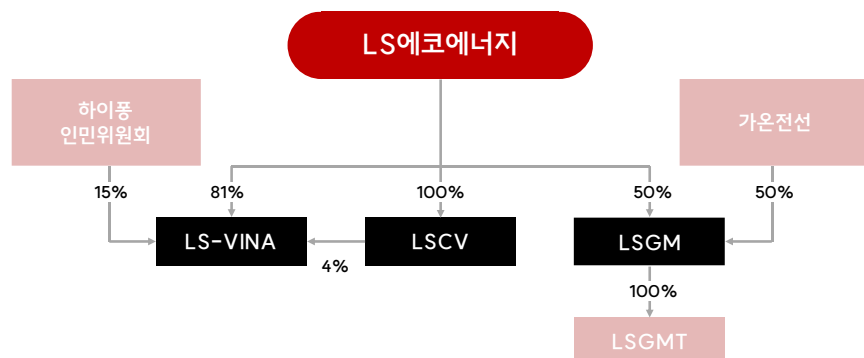 LS에코에너지
하이퐁
인민위원회
가온전선
15%
81%
100%
50%
50%
LS-VINA
LSCV
LSGM
4%
100%
LSGMT